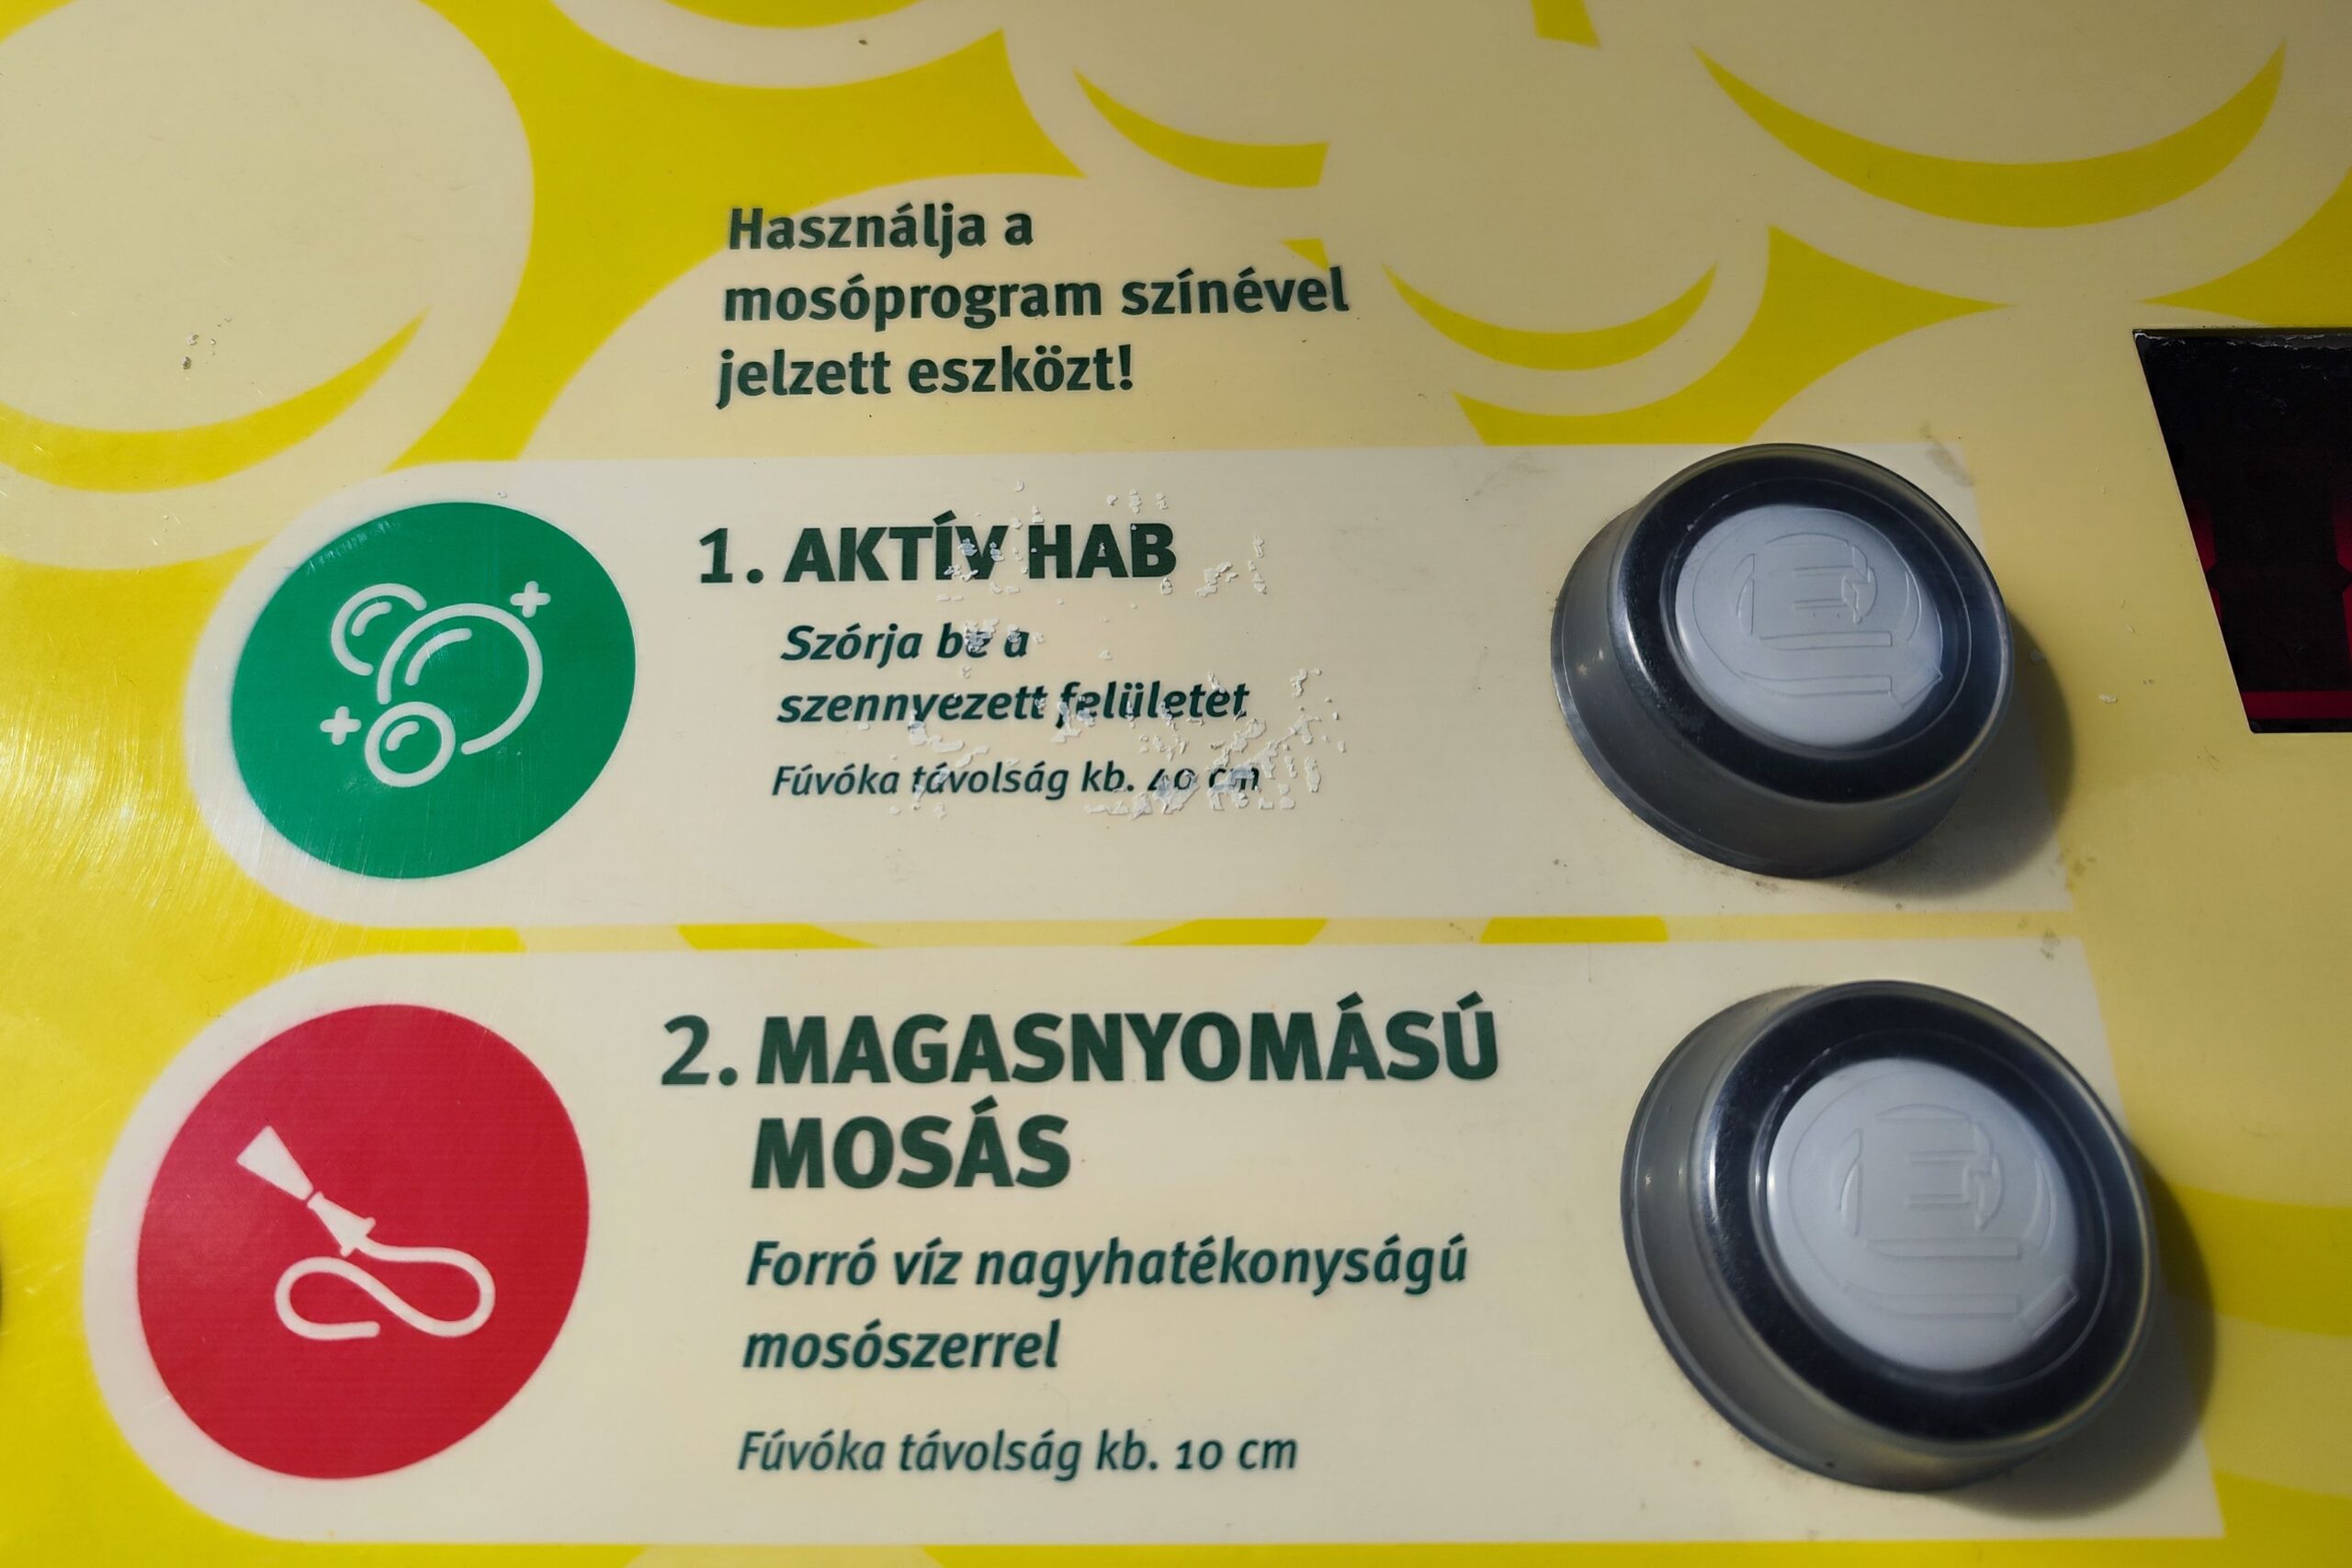 Használja a
mosóprogram színével
jelzett eszközt!
1. AKTÍV HAB
Szórja be a
szennyezett felületet
Fúvóka távolság kb. 40 cm
2. MAGASNYOMÁSÚ
MOSÁS
Forró víz nagyhatékonyságú
mosószerrel
Fúvóka távolság kb. 10 cm